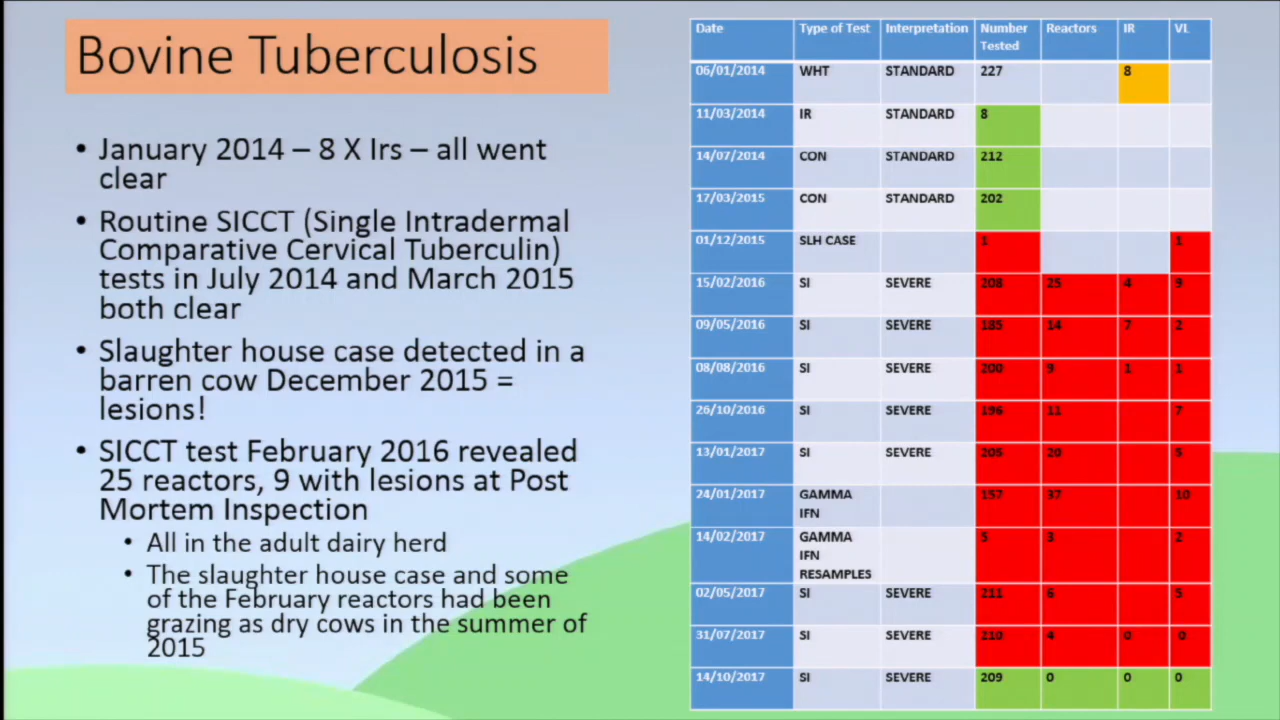 Bovine Tuberculosis
• January 2014 – 8 X Irs – all went
clear
• Routine SICCT (Single Intradermal
Comparative Cervical Tuberculin)
tests in July 2014 and March 2015
both clear
• Slaughter house case detected in a
barren cow December 2015 =
lesions!
• SICCT test February 2016 revealed
25 reactors, 9 with lesions at Post
Mortem Inspection
• All in the adult dairy herd
• The slaughter house case and some
of the February reactors had been
grazing as dry cows in the summer of
2015
Date Type of Test Interpretation Number Reactors IR VL
Tested
06/01/2014 WHT STANDARD 227 8
11/03/2014 IR STANDARD 8
14/07/2014 CON STANDARD 212
17/03/2015 CON STANDARD 202
01/12/2015 SLH CASE 1 1
15/02/2016 SI SEVERE 208 25 4 9
09/05/2016 SI SEVERE 185 14 7 2
08/08/2016 SI SEVERE 200 9 1 1
26/10/2016 SI SEVERE 196 11 7
13/01/2017 SI SEVERE 205 20 5
24/01/2017 GAMMA 157 37 10
IFN
14/02/2017 GAMMA 5 3 2
IFN
RESAMPLES
02/05/2017 SI SEVERE 211 6 5
31/07/2017 SI SEVERE 210 4 0 0
14/10/2017 SI SEVERE 209 0 0 0